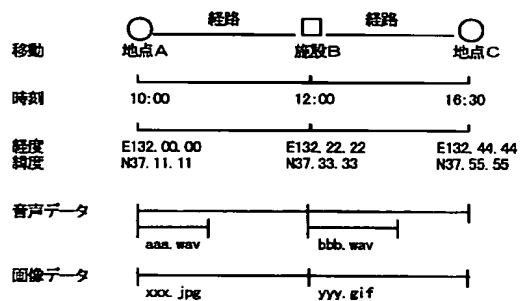 経路 経路
移動 地点A 施設B 地点C
時刻 10:00 12:00 16:30
経度 E132.00.00 E132.22.22 E132.44.44
緯度 N37.11.11 N37.33.33 N37.55.55
音声データ
aaa.wav bbb.wav
画像データ
xxx.jpg yyy.gif